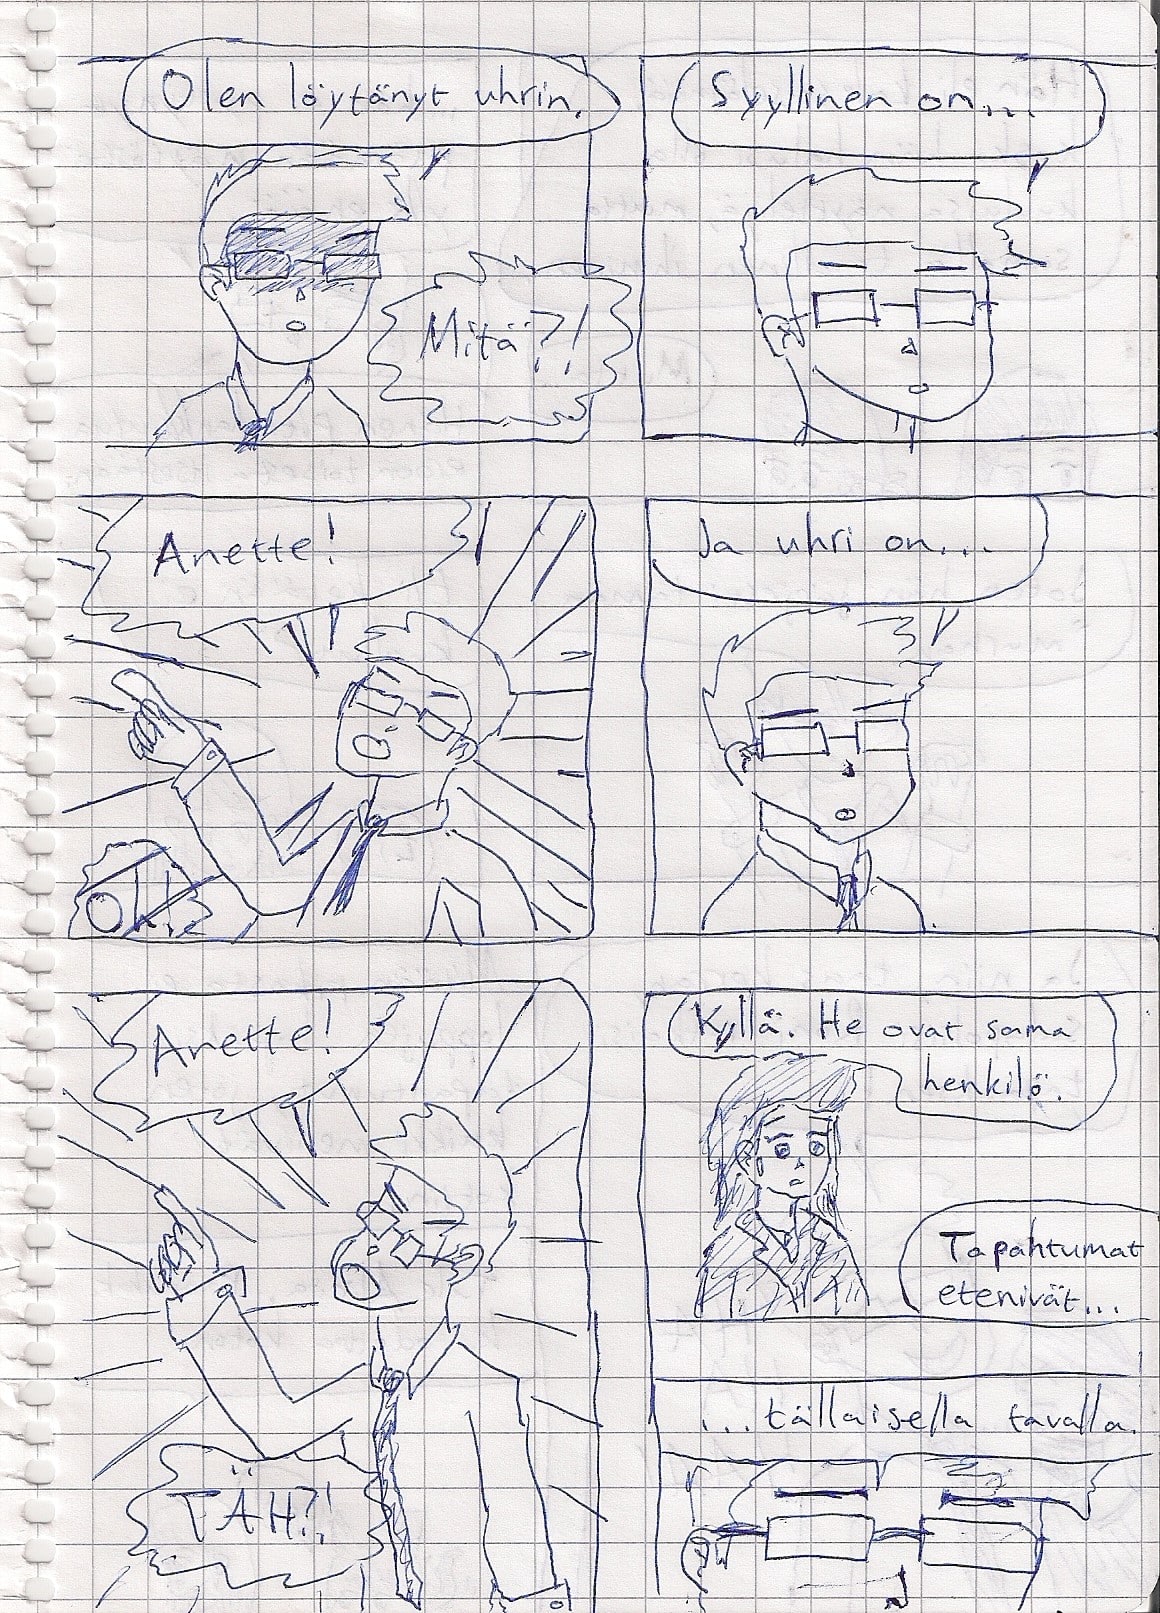 Olen löytänyt uhrin.
Mitä?!
Syyllinen on...
Anette!
Ja uhri on...
Anette!
TÄH?!
Kyllä. He ovat sama
henkilö.
Tapahtumat
etenivät...
...tällaisella tavalla.